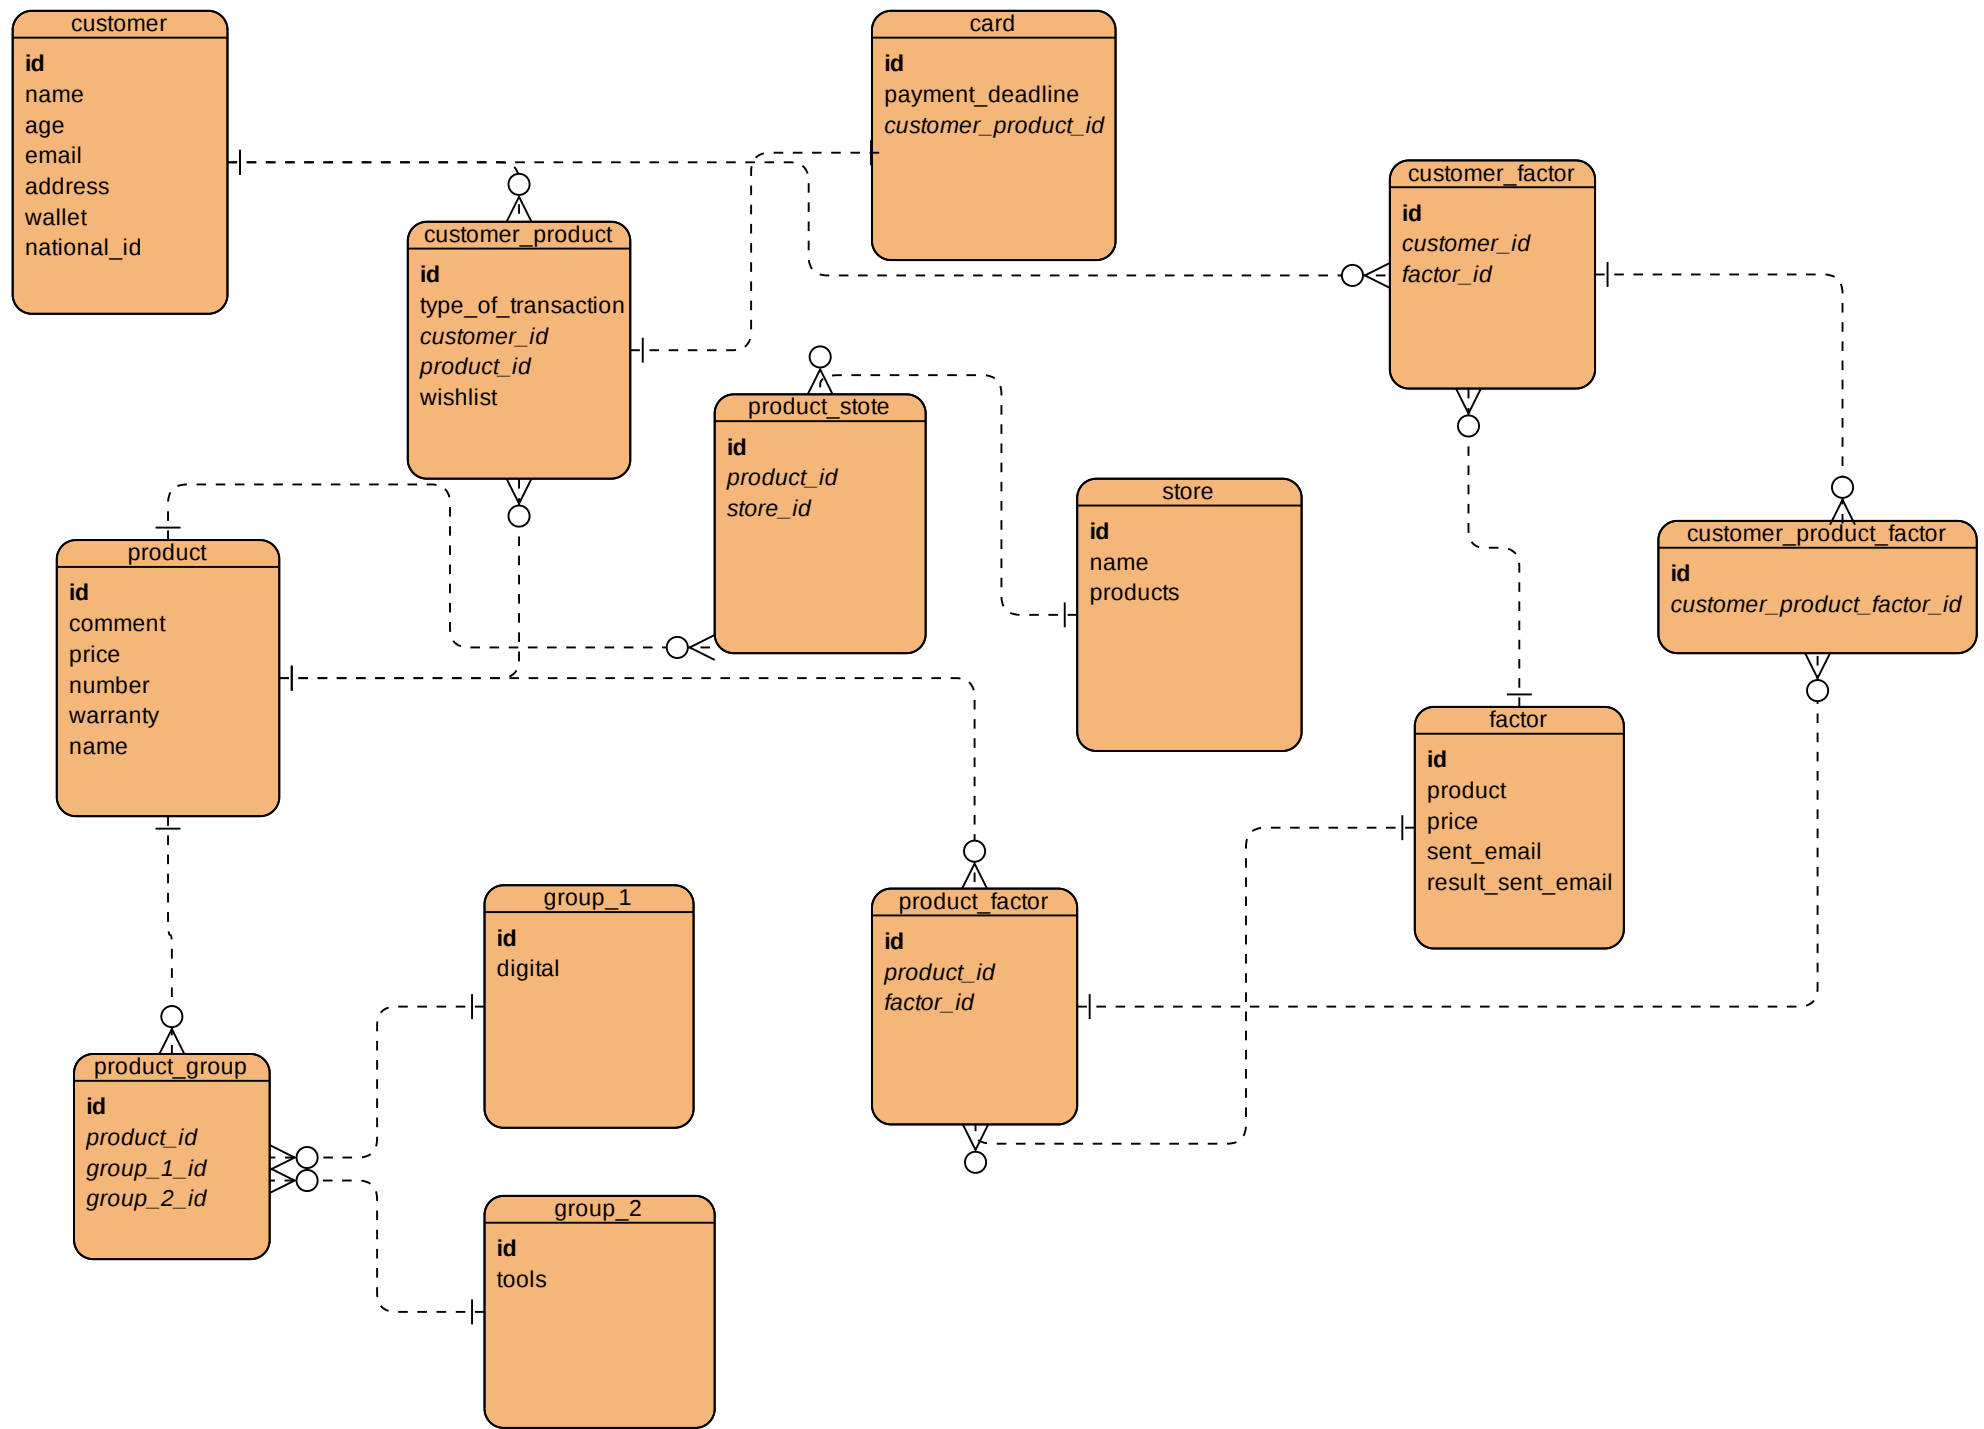 customer
id
name
age
email
address
wallet
national_id
card
id
payment_deadline
customer_product_id
customer_factor
id
customer_id
factor_id
customer_product
id
type_of_transaction
customer_id
product_id
wishlist
product_stote
id
product_id
store_id
store
id
name
products
customer_product_factor
id
customer_product_factor_id
product
id
comment
price
number
warranty
name
factor
id
product
price
sent_email
result_sent_email
group_1
id
digital
product_factor
id
product_id
factor_id
product_group
id
product_id
group_1_id
group_2_id
group_2
id
tools